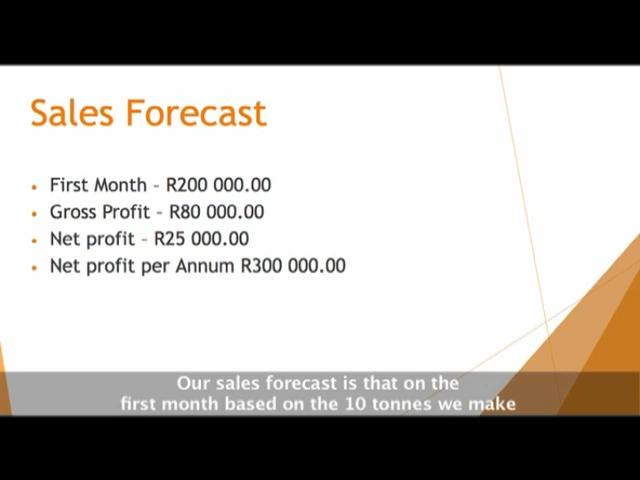 Sales Forecast
• First Month – R200 000.00
• Gross Profit – R80 000.00
• Net profit – R25 000.00
• Net profit per Annum R300 000.00
Our sales forecast is that on the
first month based on the 10 tonnes we make